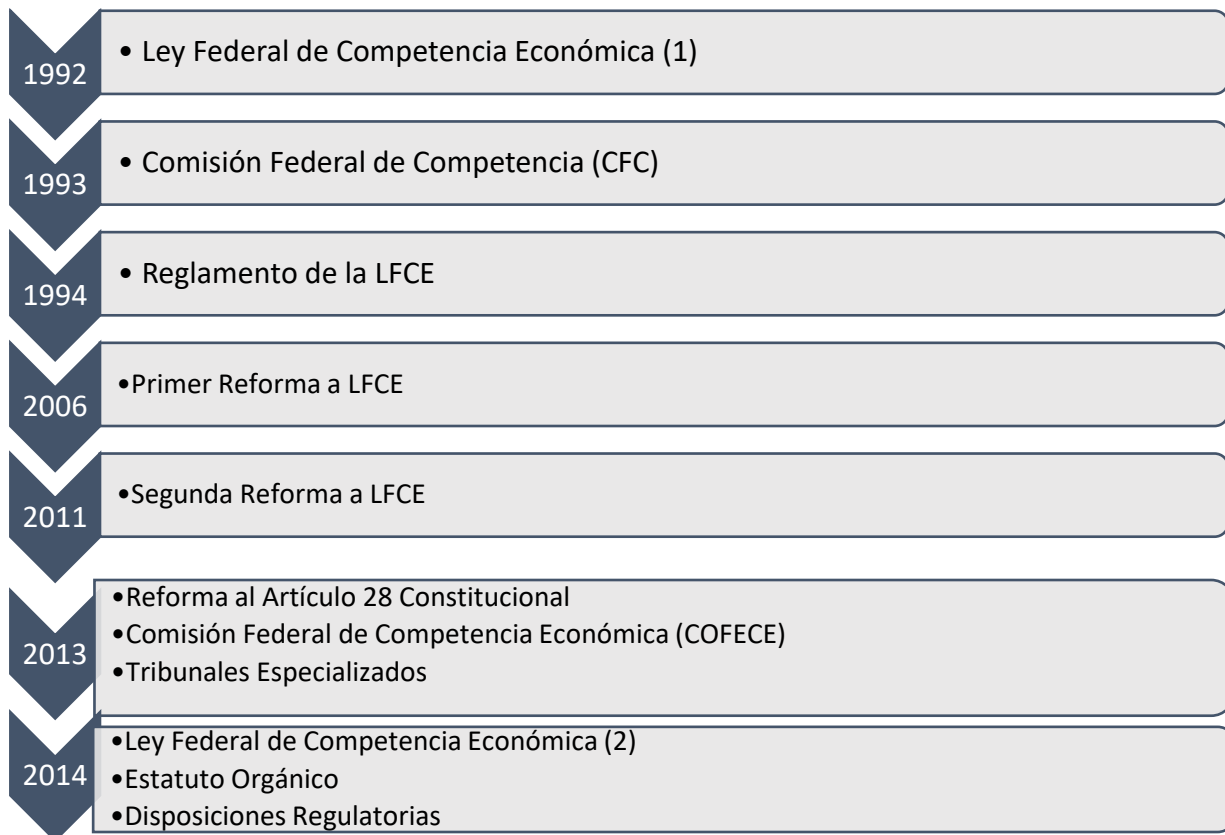 1992
• Ley Federal de Competencia Económica (1)
1993
• Comisión Federal de Competencia (CFC)
1994
• Reglamento de la LFCE
2006
•Primer Reforma a LFCE
2011
•Segunda Reforma a LFCE
2013
•Reforma al Artículo 28 Constitucional
•Comisión Federal de Competencia Económica (COFECE)
•Tribunales Especializados
2014
•Ley Federal de Competencia Económica (2)
•Estatuto Orgánico
•Disposiciones Regulatorias